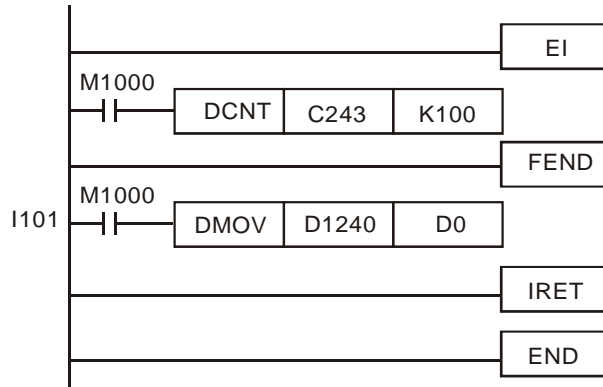 EI
M1000
DCNT C243 K100
FEND
M1000
I101 DMOV D1240 D0
IRET
END